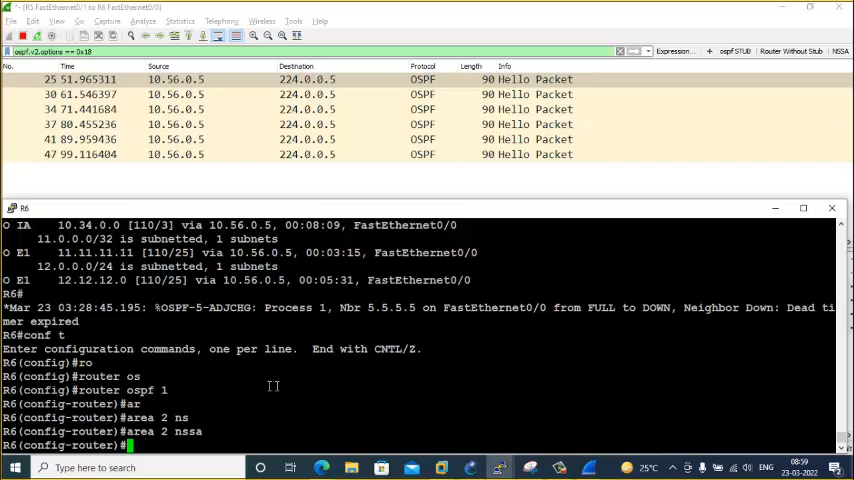 *- [R5 FastEthernet0/1 to R6 FastEthernet0/0]
File Edit View Go Capture Analyze Statistics Telephony Wireless Tools Help
ospf.v2.options == 0x18 Expression... + ospf STUB Router Without Stub NSSA
No. Time Source Destination Protocol Length Info
25 51.965311 10.56.0.5 224.0.0.5 OSPF 90 Hello Packet
30 61.546397 10.56.0.5 224.0.0.5 OSPF 90 Hello Packet
34 71.441684 10.56.0.5 224.0.0.5 OSPF 90 Hello Packet
37 80.455236 10.56.0.5 224.0.0.5 OSPF 90 Hello Packet
41 89.959436 10.56.0.5 224.0.0.5 OSPF 90 Hello Packet
47 99.116404 10.56.0.5 224.0.0.5 OSPF 90 Hello Packet
R6
O IA 10.34.0.0 [110/3] via 10.56.0.5, 00:08:09, FastEthernet0/0
11.0.0.0/32 is subnetted, 1 subnets
O E1 11.11.11.11 [110/25] via 10.56.0.5, 00:03:15, FastEthernet0/0
12.0.0.0/24 is subnetted, 1 subnets
O E1 12.12.12.0 [110/25] via 10.56.0.5, 00:05:31, FastEthernet0/0
R6#
*Mar 23 03:28:45.195: %OSPF-5-ADJCHG: Process 1, Nbr 5.5.5.5 on FastEthernet0/0 from FULL to DOWN, Neighbor Down: Dead ti
mer expired
R6#conf t
Enter configuration commands, one per line. End with CNTL/Z.
R6(config)#ro
R6(config)#router os
R6(config)#router ospf 1
R6(config-router)#ar
R6(config-router)#area 2 ns
R6(config-router)#area 2 nssa
R6(config-router)#
Type here to search
25°C
ENG
08:59
23-03-2022